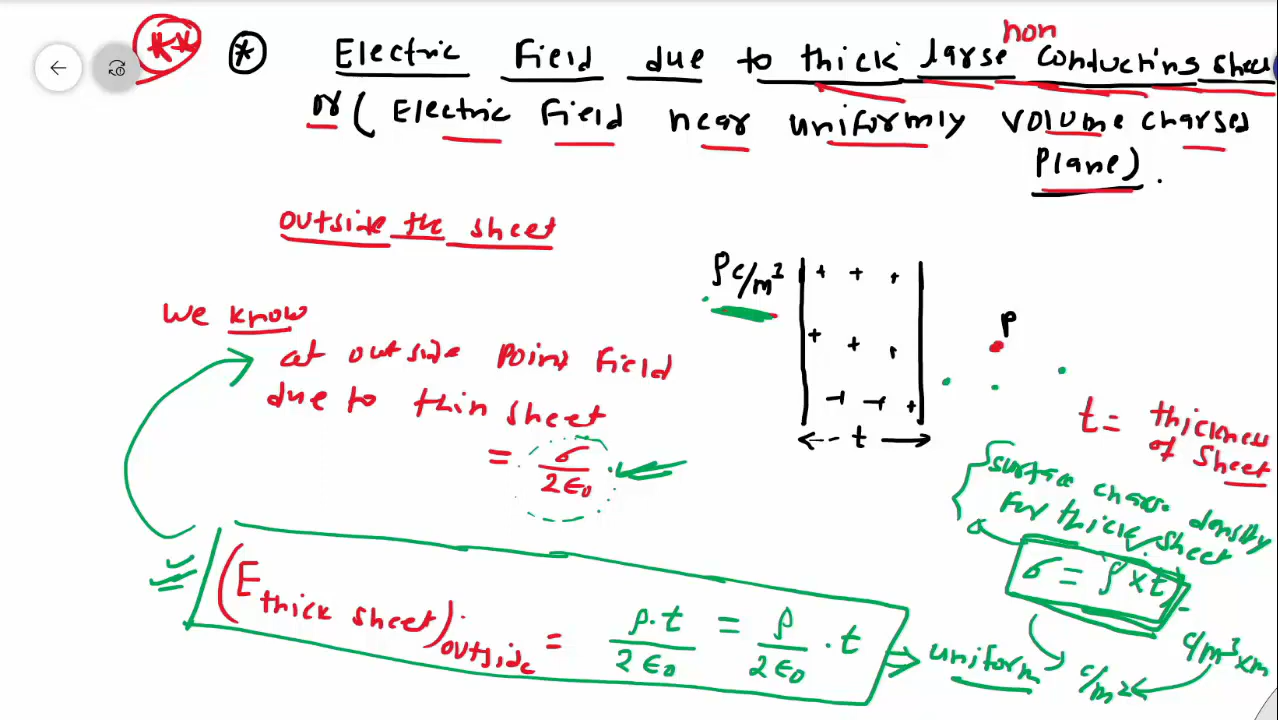 ** * Electric Field due to thick large non conducting sheet
or (Electric Field near uniformly volume charged
Plane).
outside the sheet
ρ c/m³
+ + +
+ + +
+ + +
P
← t →
we know
at outside point Field
due to thin sheet
= σ/2ε₀
t = thickness
of sheet
surface charge density
For thick sheet
σ = ρ × t
c/m³ × m
c/m²
(E thick sheet) outside = ρ·t/2ε₀ = ρ/2ε₀ · t
uniform